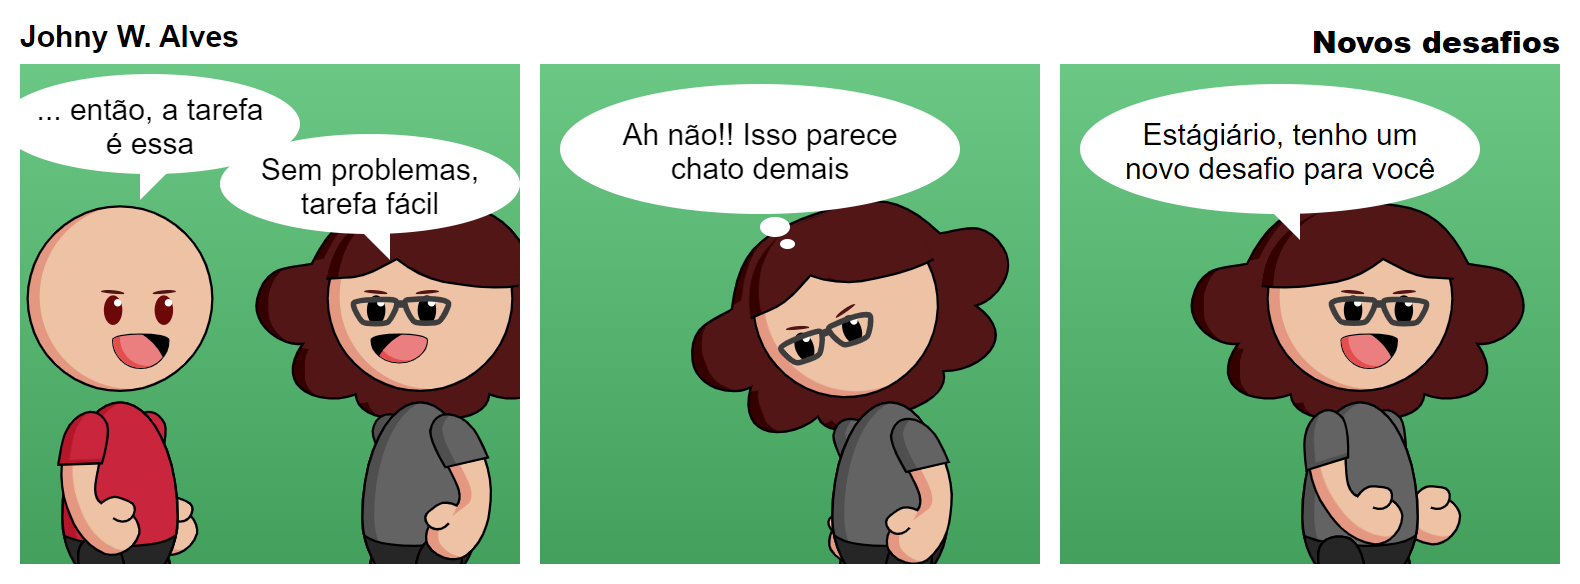 Johny W. Alves
Novos desafios
... então, a tarefa
é essa
Sem problemas,
tarefa fácil
Ah não!! Isso parece
chato demais
Estágiário, tenho um
novo desafio para você